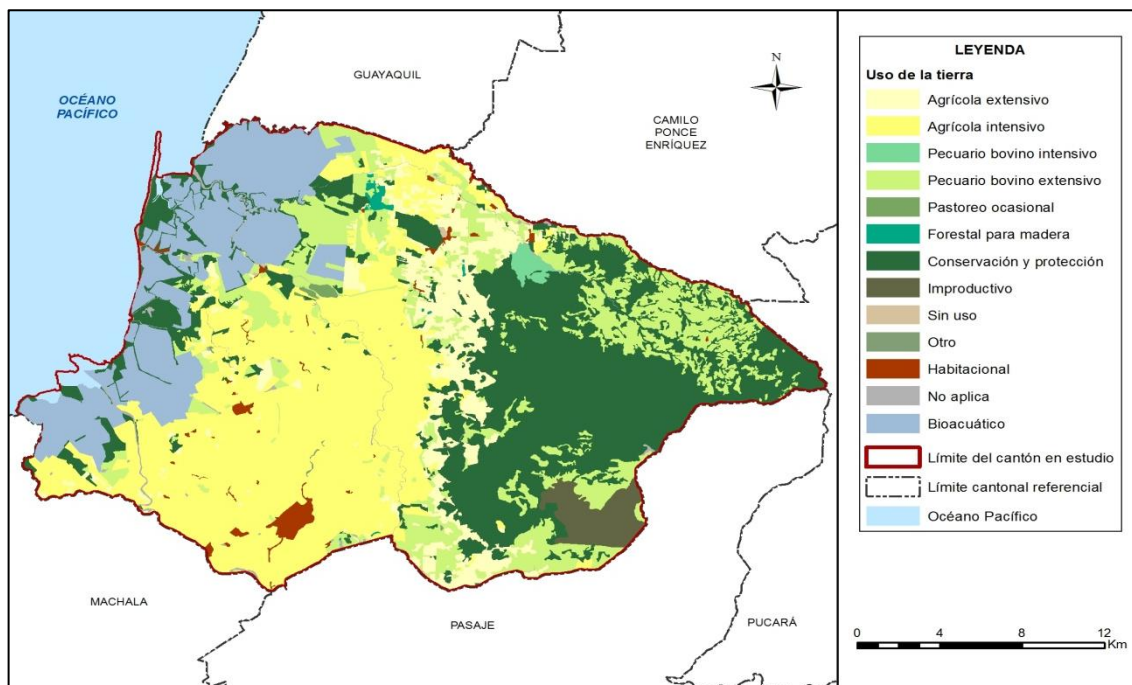 OCÉANO
PACÍFICO
GUAYAQUIL
N
CAMILO
PONCE
ENRÍQUEZ
MACHALA
PASAJE
PUCARÁ
LEYENDA
Uso de la tierra
Agrícola extensivo
Agrícola intensivo
Pecuario bovino intensivo
Pecuario bovino extensivo
Pastoreo ocasional
Forestal para madera
Conservación y protección
Improductivo
Sin uso
Otro
Habitacional
No aplica
Bioacuático
Límite del cantón en estudio
Límite cantonal referencial
Océano Pacífico
0 4 8 12
Km